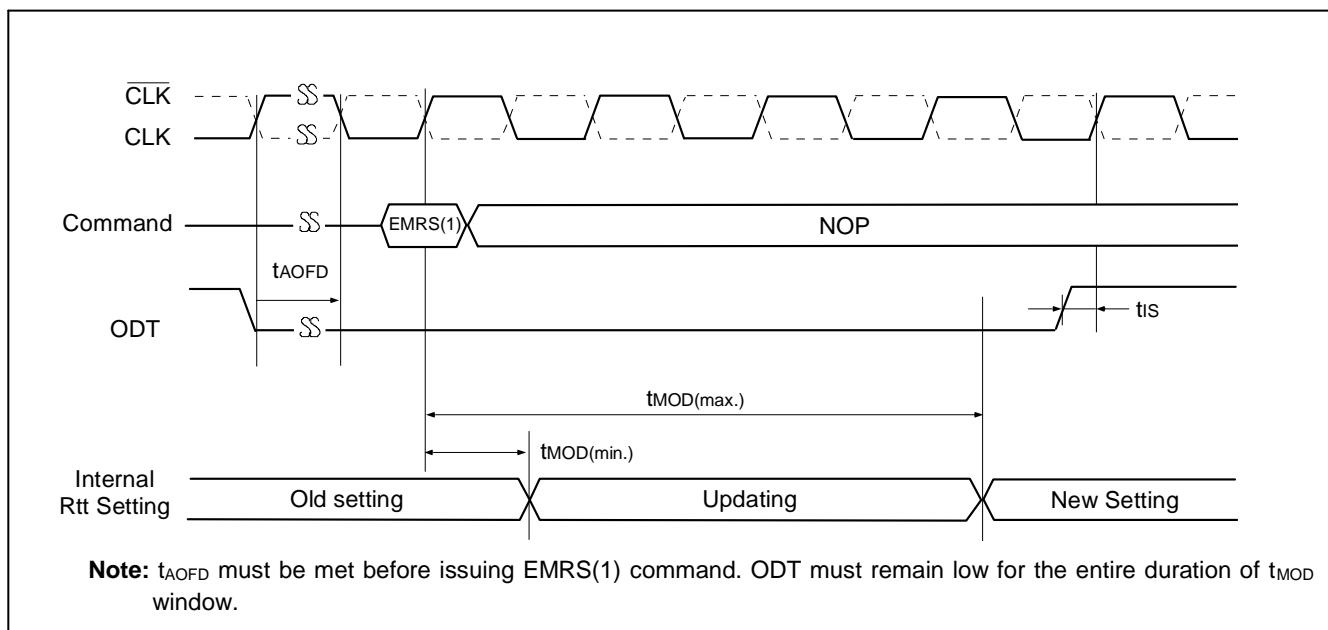 CLK
CLK
Command
EMRS(1)
NOP
tAOFD
ODT
tIS
tMOD(max.)
tMOD(min.)
Internal
Rtt Setting
Old setting
Updating
New Setting
Note: tAOFD must be met before issuing EMRS(1) command. ODT must remain low for the entire duration of tMOD
window.